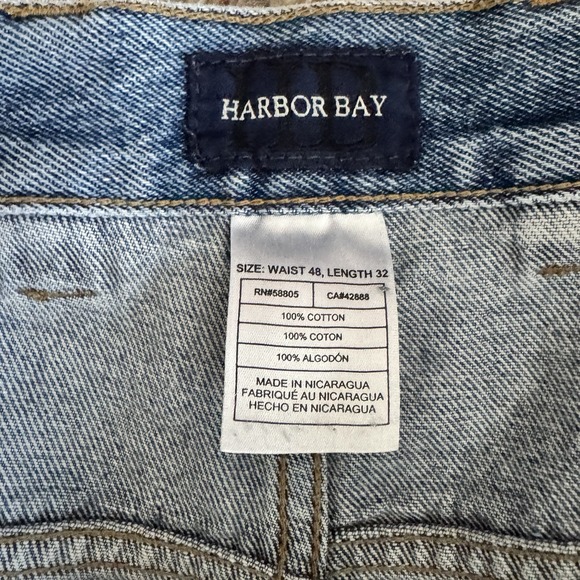 HARBOR BAY
SIZE: WAIST 48, LENGTH 32
RN#58805 CA#42888
100% COTTON
100% COTON
100% ALGODÓN
MADE IN NICARAGUA
FABRIQUÉ AU NICARAGUA
HECHO EN NICARAGUA